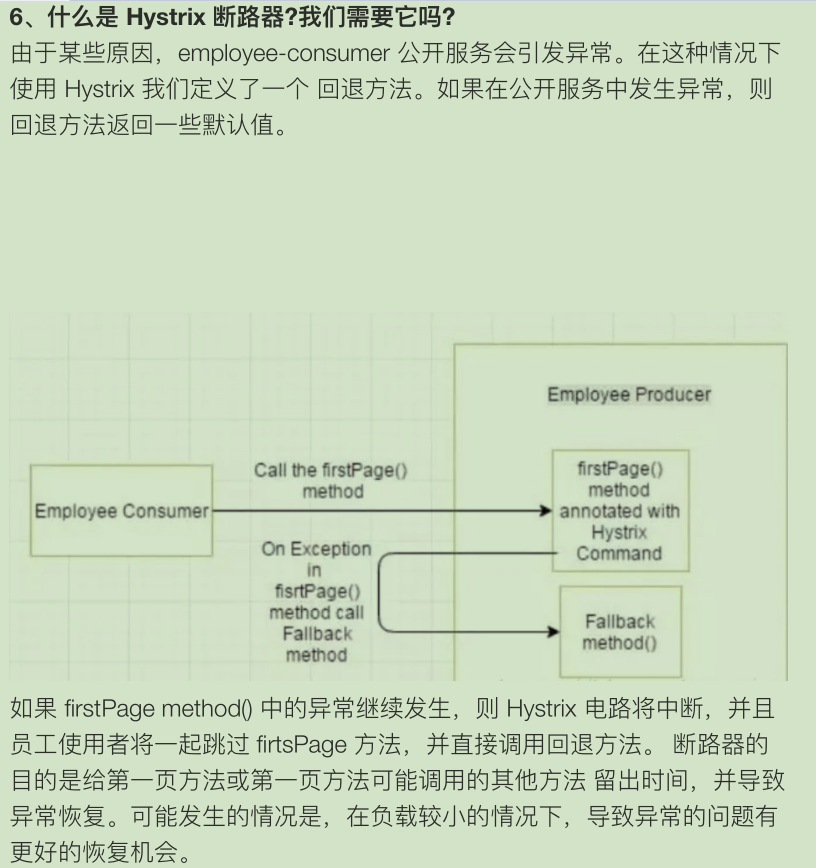 6、什么是 Hystrix 断路器?我们需要它吗?
由于某些原因，employee-consumer 公开服务会引发异常。在这种情况下
使用 Hystrix 我们定义了一个 回退方法。如果在公开服务中发生异常，则
回退方法返回一些默认值。
Employee Producer
Employee Consumer
Call the firstPage()
method
firstPage()
method
annotated with
Hystrix
Command
On Exception
in
fisrtPage()
method call
Fallback
method
Fallback
method()
如果 firstPage method() 中的异常继续发生，则 Hystrix 电路将中断，并且
员工使用者将一起跳过 firtsPage 方法，并直接调用回退方法。 断路器的
目的是给第一页方法或第一页方法可能调用的其他方法 留出时间，并导致
异常恢复。可能发生的情况是，在负载较小的情况下，导致异常的问题有
更好的恢复机会。